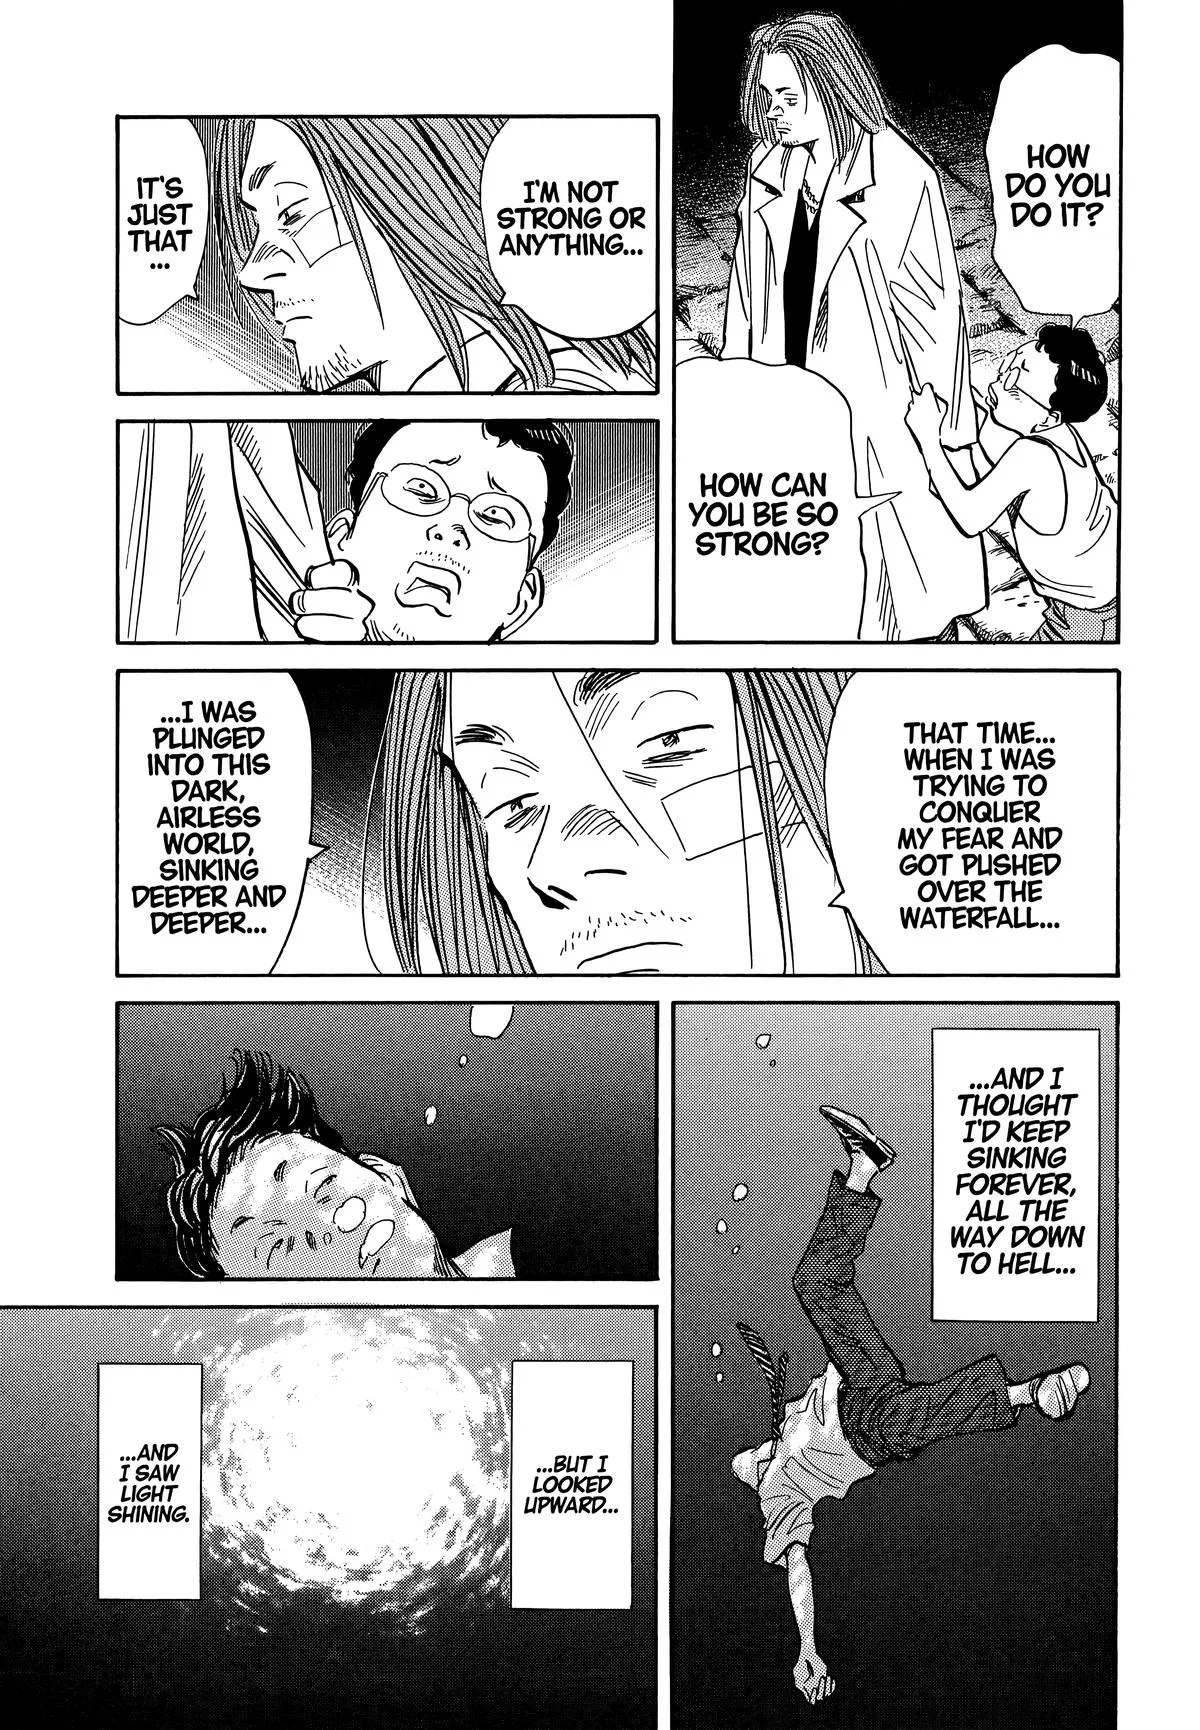 HOW
DO YOU
DO IT?
HOW CAN
YOU BE SO
STRONG?
I'M NOT
STRONG OR
ANYTHING...
IT'S
JUST
THAT
...
THAT TIME...
WHEN I WAS
TRYING TO
CONQUER
MY FEAR AND
GOT PUSHED
OVER THE
WATERFALL...
...I WAS
PLUNGED
INTO THIS
DARK,
AIRLESS
WORLD,
SINKING
DEEPER AND
DEEPER...
...AND I
THOUGHT
I'D KEEP
SINKING
FOREVER,
ALL THE
WAY DOWN
TO HELL...
...BUT I
LOOKED
UPWARD...
...AND
I SAW
LIGHT
SHINING.